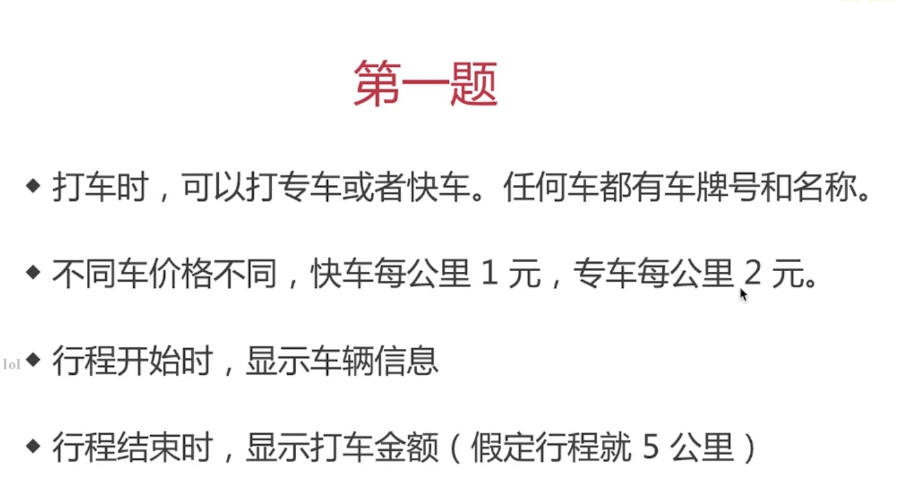 第一题
打车时，可以打专车或者快车。任何车都有车牌号和名称。
不同车价格不同，快车每公里 1 元，专车每公里 2 元。
lol
行程开始时，显示车辆信息
行程结束时，显示打车金额（假定行程就 5 公里）